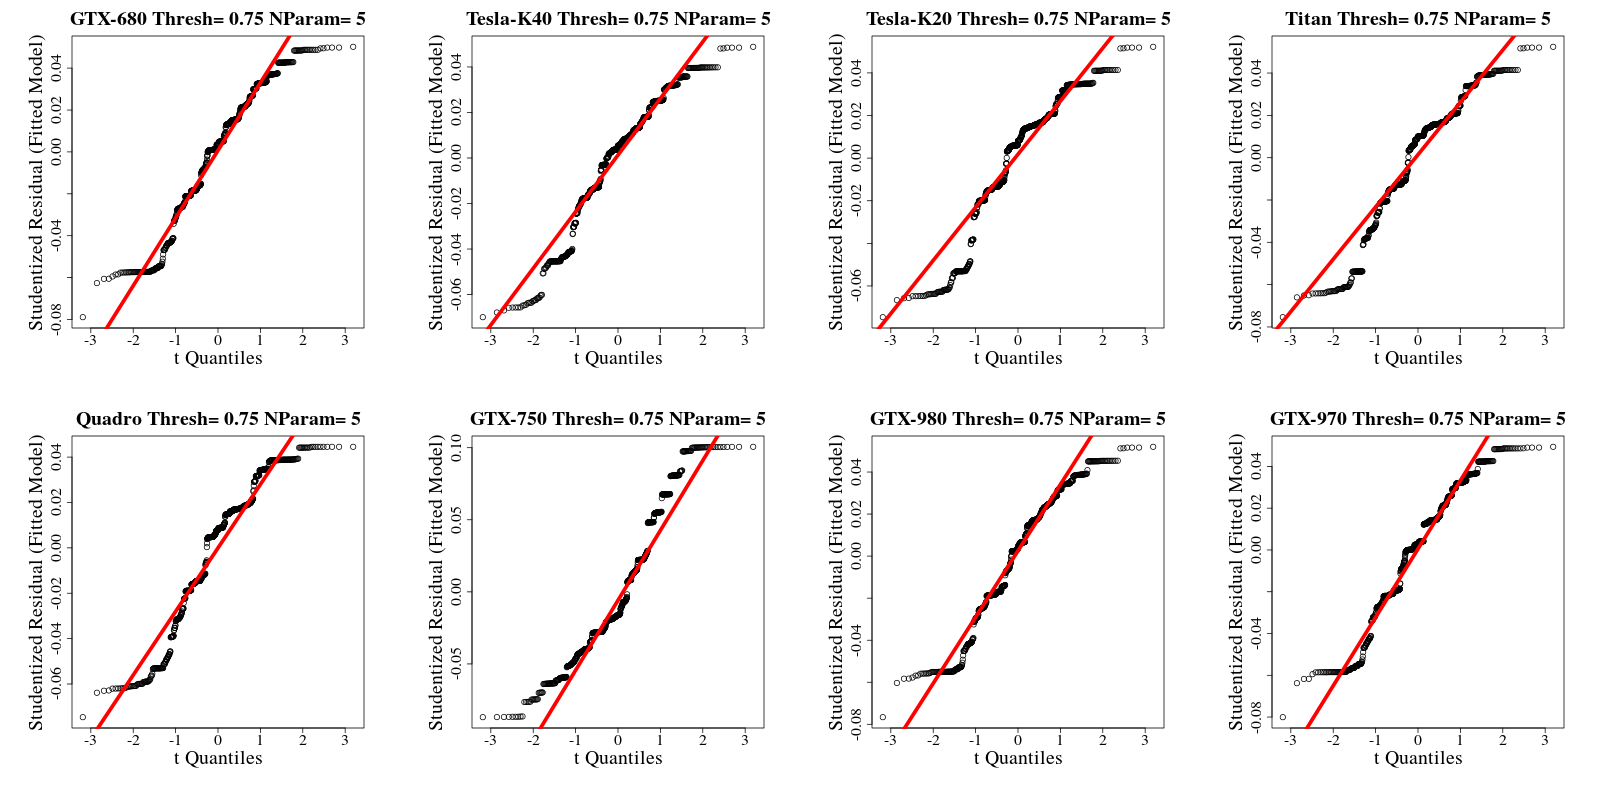 GTX-680 Thresh= 0.75 NParam= 5
Studentized Residual (Fitted Model)
0.04
0.02
0.00
-0.04
-0.08
-3 -2 -1 0 1 2 3
t Quantiles
Tesla-K40 Thresh= 0.75 NParam= 5
Studentized Residual (Fitted Model)
0.04
0.02
0.00
-0.02
-0.04
-0.06
-3 -2 -1 0 1 2 3
t Quantiles
Tesla-K20 Thresh= 0.75 NParam= 5
Studentized Residual (Fitted Model)
0.04
0.02
0.00
-0.02
-0.06
-3 -2 -1 0 1 2 3
t Quantiles
Titan Thresh= 0.75 NParam= 5
Studentized Residual (Fitted Model)
0.04
0.02
0.00
-0.04
-0.08
-3 -2 -1 0 1 2 3
t Quantiles
Quadro Thresh= 0.75 NParam= 5
Studentized Residual (Fitted Model)
0.04
0.02
0.00
-0.02
-0.04
-0.06
-3 -2 -1 0 1 2 3
t Quantiles
GTX-750 Thresh= 0.75 NParam= 5
Studentized Residual (Fitted Model)
0.10
0.05
0.00
-0.05
-3 -2 -1 0 1 2 3
t Quantiles
GTX-980 Thresh= 0.75 NParam= 5
Studentized Residual (Fitted Model)
0.04
0.02
0.00
-0.04
-0.08
-3 -2 -1 0 1 2 3
t Quantiles
GTX-970 Thresh= 0.75 NParam= 5
Studentized Residual (Fitted Model)
0.04
0.02
0.00
-0.04
-0.08
-3 -2 -1 0 1 2 3
t Quantiles